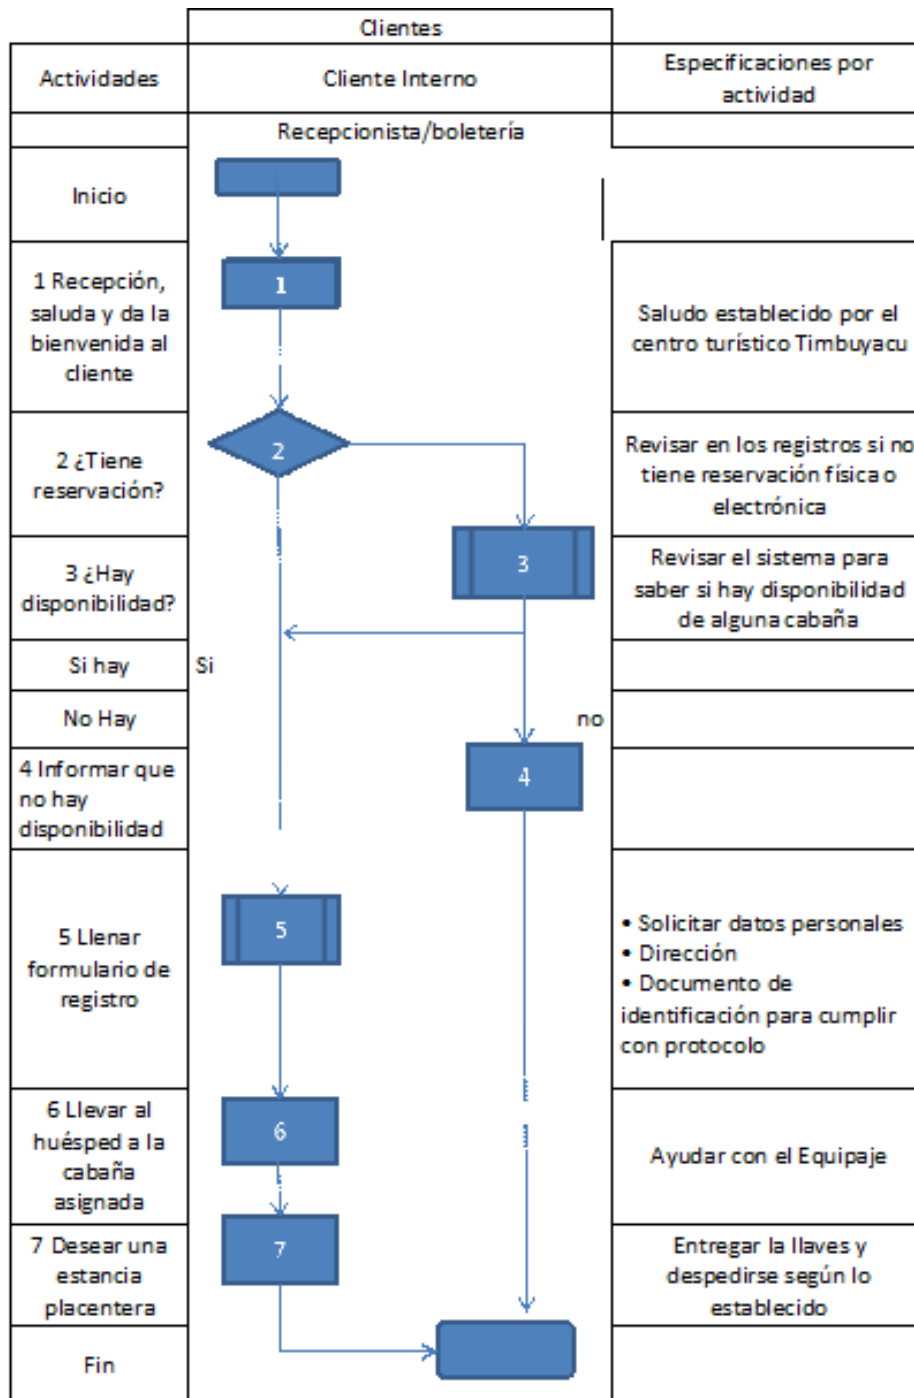 Clientes
Actividades
Cliente Interno
Especificaciones por
actividad
Recepcionista/boletería
Inicio
1 Recepción,
saluda y da la
bienvenida al
cliente
1
Saludo establecido por el
centro turístico Timbuyacu
2 ¿Tiene
reservación?
2
Revisar en los registros si no
tiene reservación física o
electrónica
3 ¿Hay
disponibilidad?
3
Revisar el sistema para
saber si hay disponibilidad
de alguna cabaña
Si hay
Si
No Hay
no
4 Informar que
no hay
disponibilidad
4
5 Llenar
formulario de
registro
5
• Solicitar datos personales
• Dirección
• Documento de
identificación para cumplir
con protocolo
6 Llevar al
huésped a la
cabaña
asignada
6
Ayudar con el Equipaje
7 Desear una
estancia
placentera
7
Entregar la llaves y
despedirse según lo
establecido
Fin